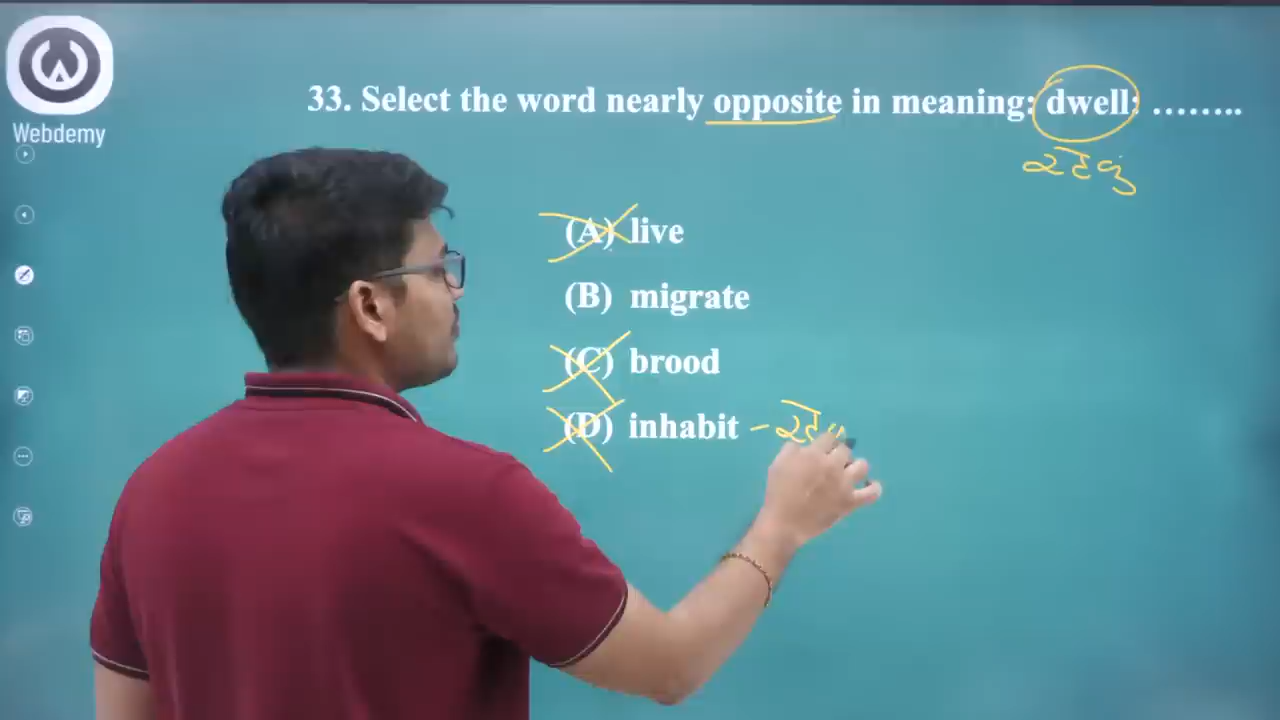 Webdemy
33. Select the word nearly opposite in meaning: dwell: ........
રહેવું
(A) live
(B) migrate
(C) brood
(D) inhabit -